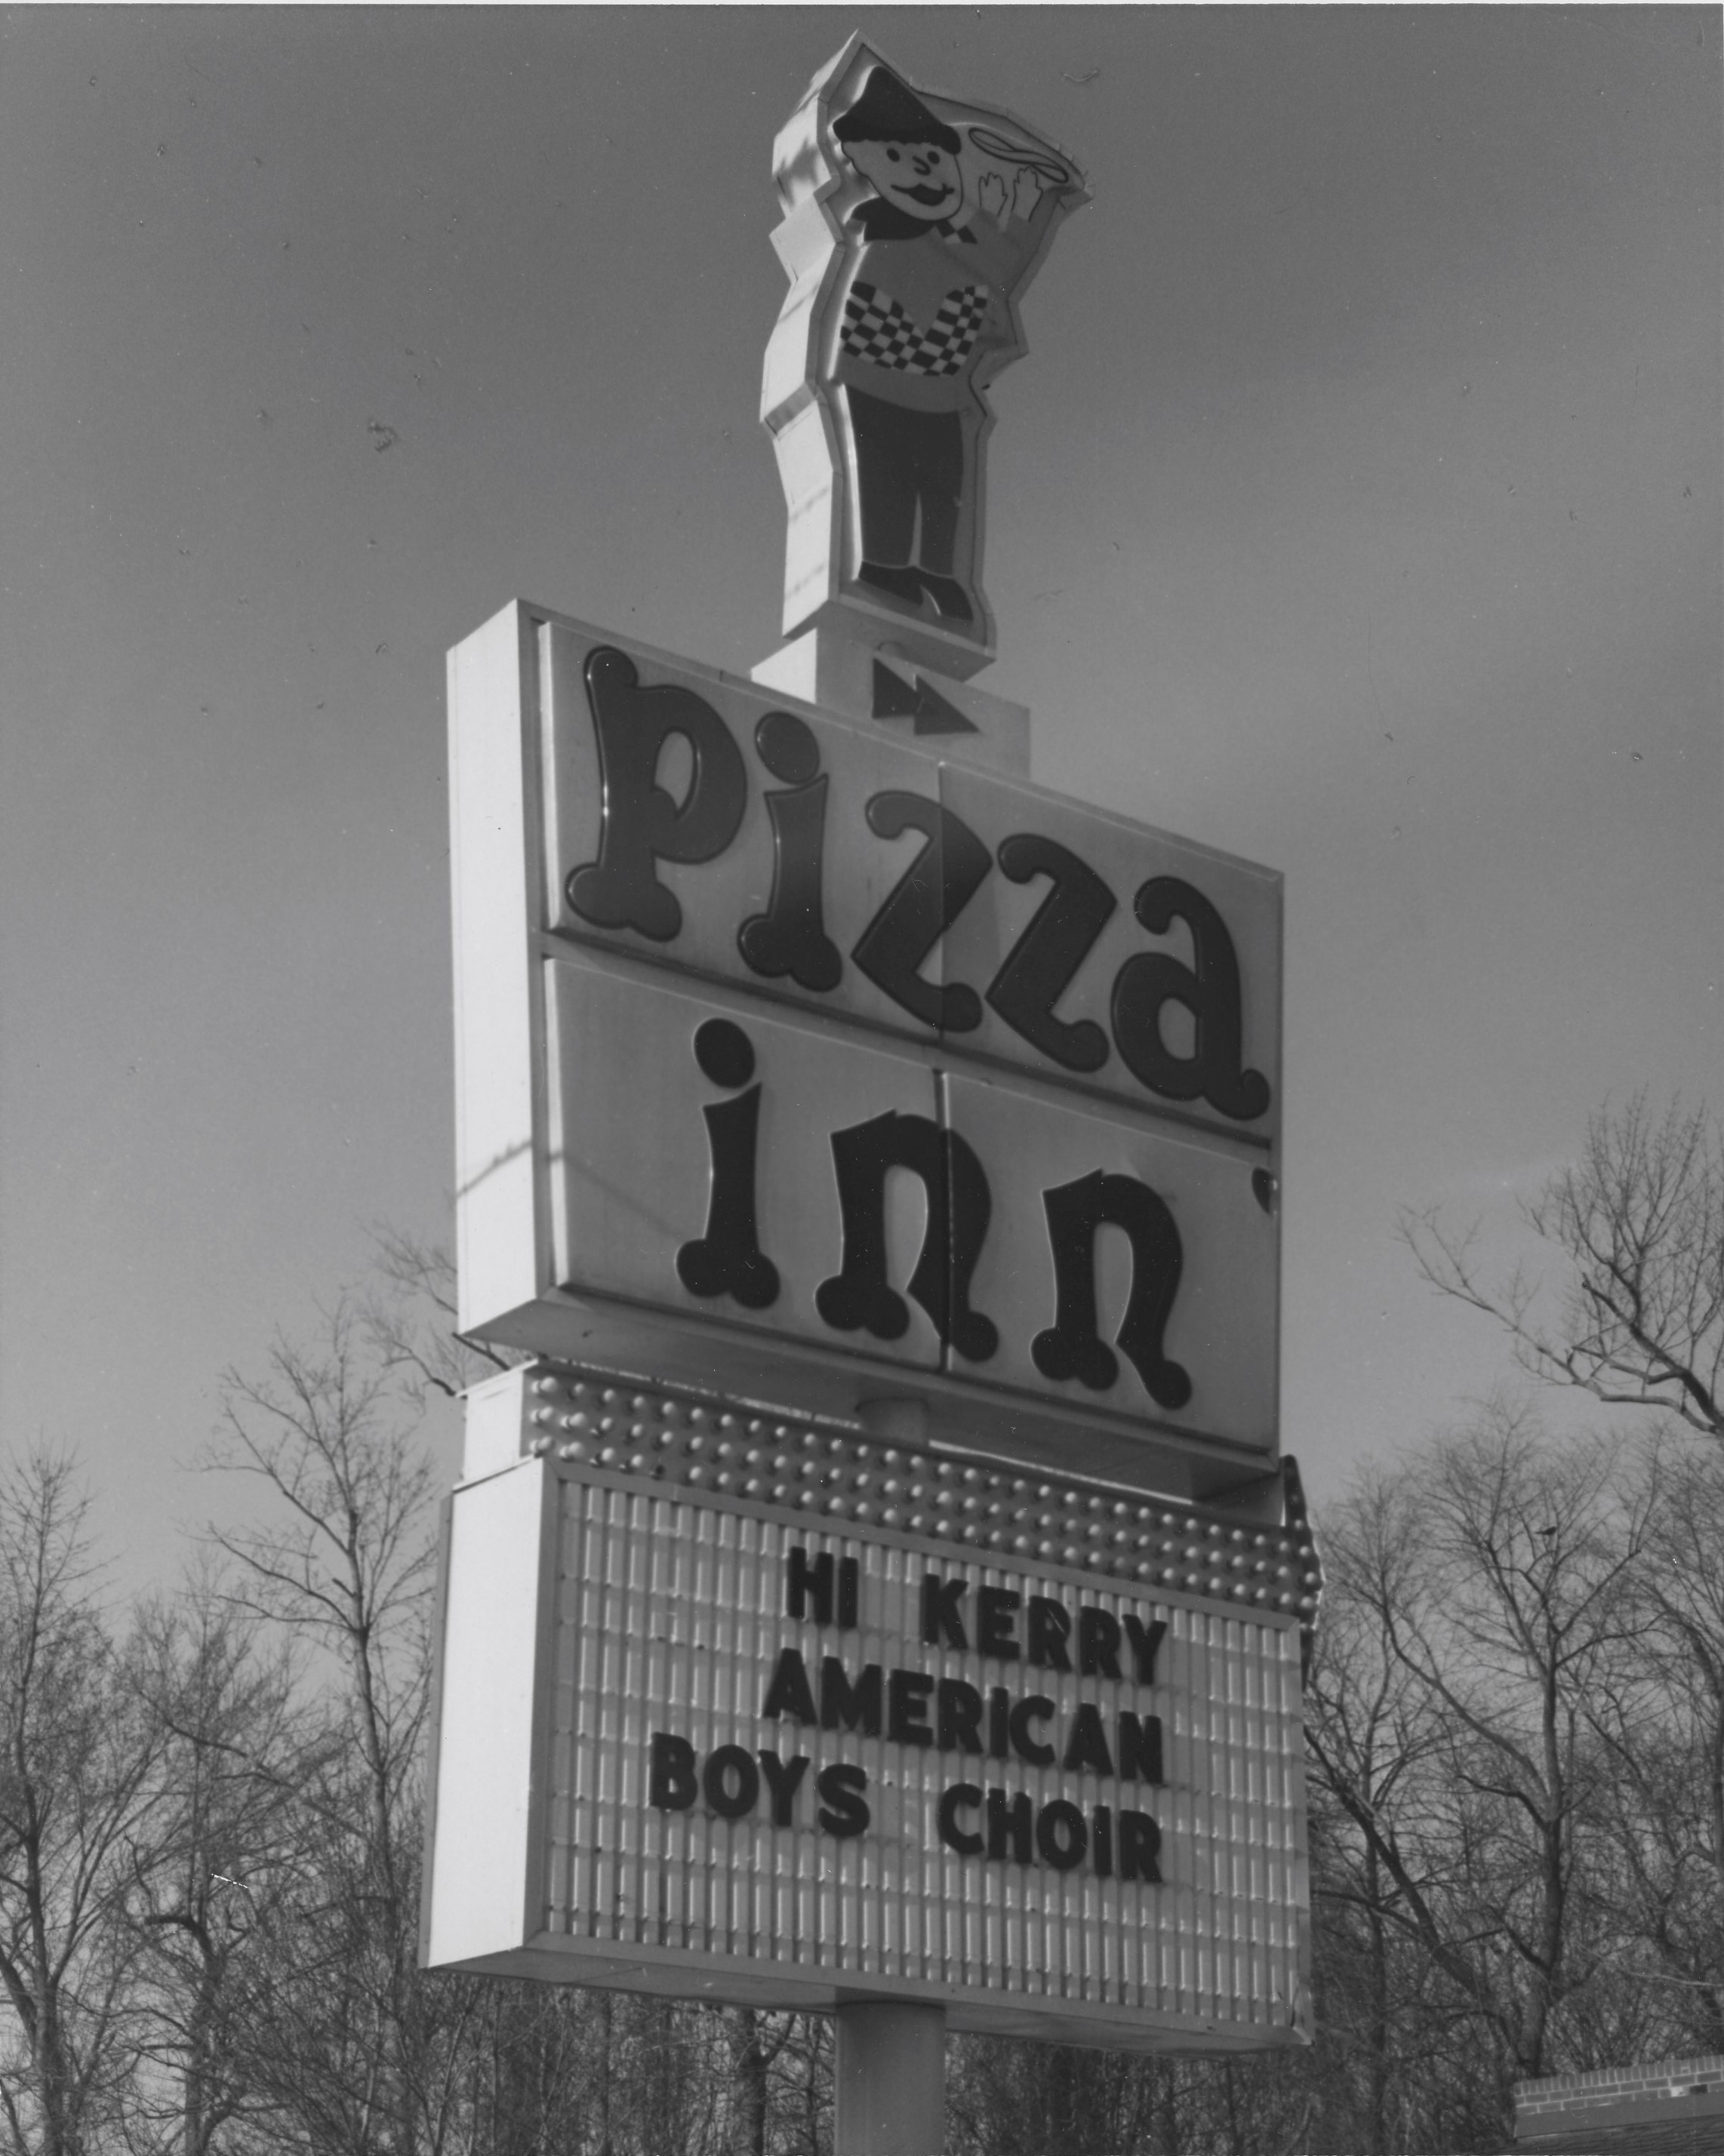 Pizza
inn
HI KERRY
AMERICAN
BOYS CHOIR